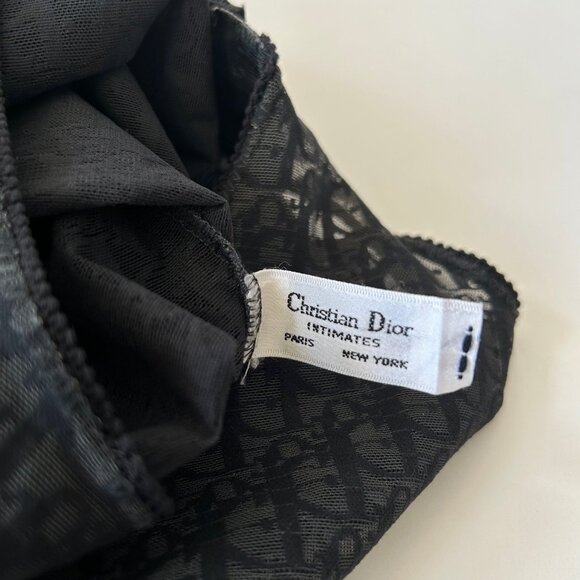 Christian Dior
INTIMATES
PARIS NEW YORK